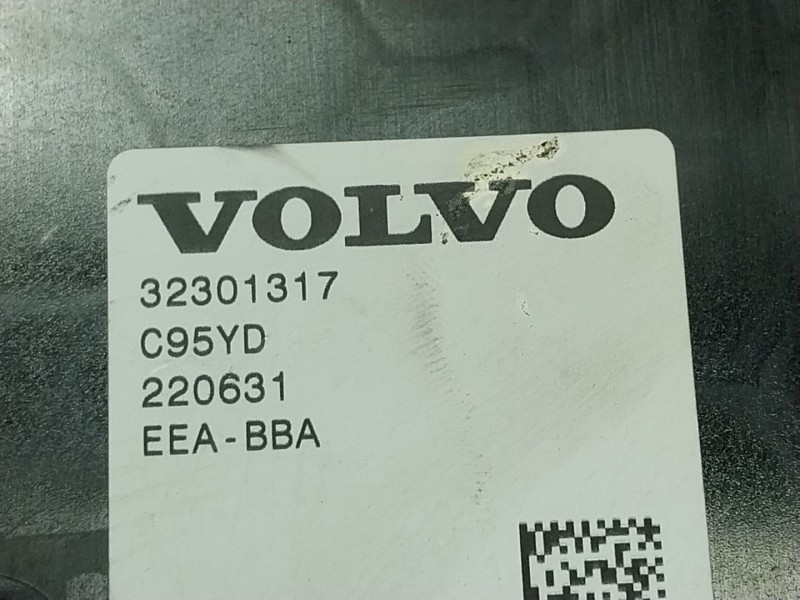 VOLVO
32301317
C95YD
220631
EEA-BBA